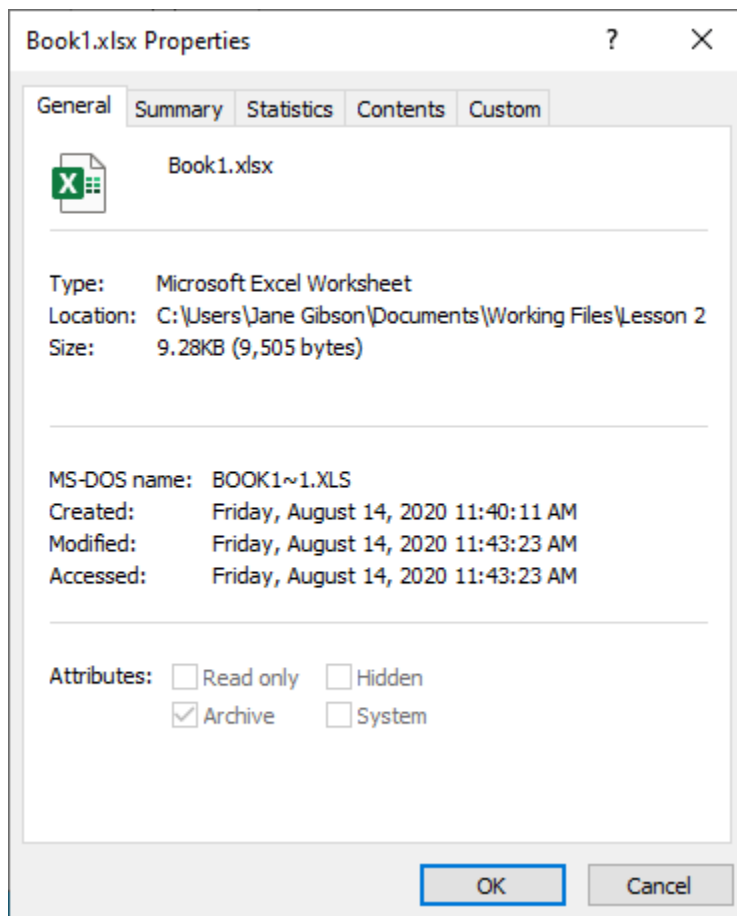 Book1.xlsx Properties ? ×
General Summary Statistics Contents Custom
X
Book1.xlsx
Type: Microsoft Excel Worksheet
Location: C:\Users\Jane Gibson\Documents\Working Files\Lesson 2
Size: 9.28KB (9,505 bytes)
MS-DOS name: BOOK1~1.XLS
Created: Friday, August 14, 2020 11:40:11 AM
Modified: Friday, August 14, 2020 11:43:23 AM
Accessed: Friday, August 14, 2020 11:43:23 AM
Attributes: Read only Hidden
Archive System
OK Cancel